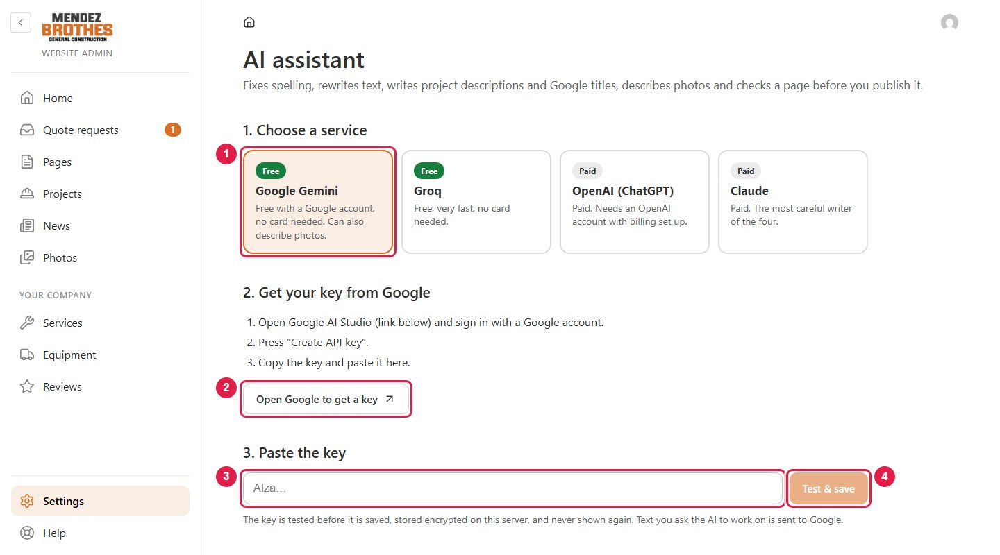 MENDEZ
BROTHES
GENERAL CONSTRUCTION
WEBSITE ADMIN
Home
Quote requests 1
Pages
Projects
News
Photos
YOUR COMPANY
Services
Equipment
Reviews
Settings
Help
AI assistant
Fixes spelling, rewrites text, writes project descriptions and Google titles, describes photos and checks a page before you publish it.
1. Choose a service
1
Free
Google Gemini
Free with a Google account,
no card needed. Can also
describe photos.
Free
Groq
Free, very fast, no card
needed.
Paid
OpenAI (ChatGPT)
Paid. Needs an OpenAI
account with billing set up.
Paid
Claude
Paid. The most careful writer
of the four.
2. Get your key from Google
1. Open Google AI Studio (link below) and sign in with a Google account.
2. Press “Create API key”.
3. Copy the key and paste it here.
2
Open Google to get a key
3. Paste the key
3
AIza...
Test & save
4
The key is tested before it is saved, stored encrypted on this server, and never shown again. Text you ask the AI to work on is sent to Google.